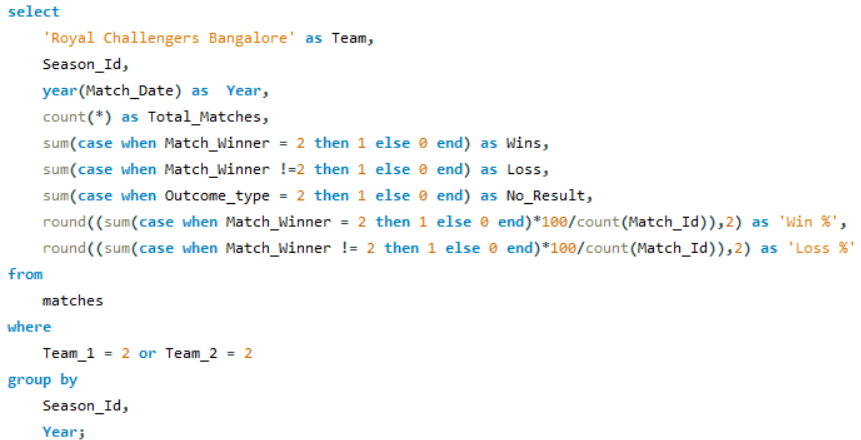 select
    'Royal Challengers Bangalore' as Team,
    Season_Id,
    year(Match_Date) as  Year,
    count(*) as Total_Matches,
    sum(case when Match_Winner = 2 then 1 else 0 end) as Wins,
    sum(case when Match_Winner !=2 then 1 else 0 end) as Loss,
    sum(case when Outcome_type = 2 then 1 else 0 end) as No_Result,
    round((sum(case when Match_Winner = 2 then 1 else 0 end)*100/count(Match_Id)),2) as 'Win %',
    round((sum(case when Match_Winner != 2 then 1 else 0 end)*100/count(Match_Id)),2) as 'Loss %'
from
    matches
where
    Team_1 = 2 or Team_2 = 2
group by
    Season_Id,
    Year;